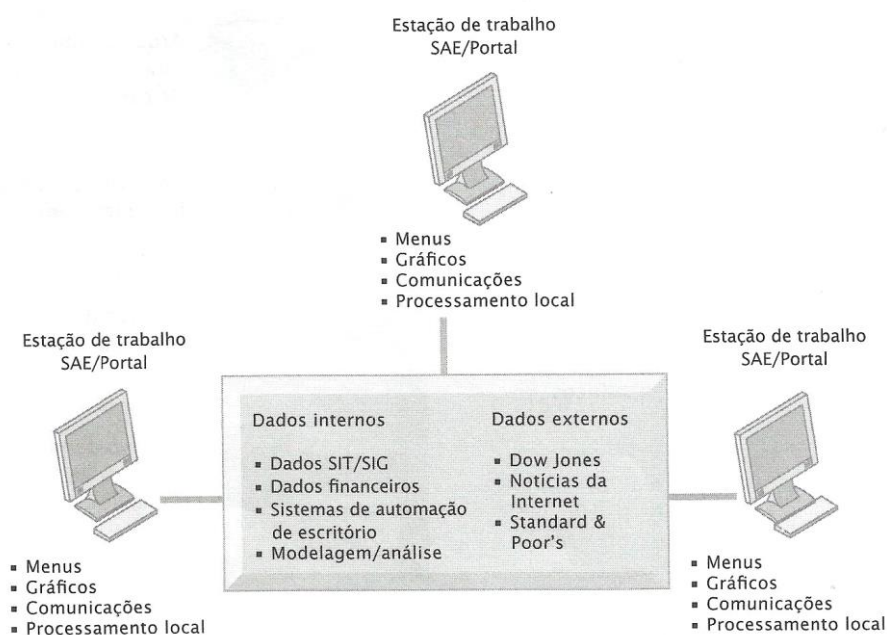 Estação de trabalho
SAE/Portal
▪ Menus
▪ Gráficos
▪ Comunicações
▪ Processamento local
Estação de trabalho
SAE/Portal
▪ Menus
▪ Gráficos
▪ Comunicações
▪ Processamento local
Dados internos
▪ Dados SIT/SIG
▪ Dados financeiros
▪ Sistemas de automação
de escritório
▪ Modelagem/análise
Dados externos
▪ Dow Jones
▪ Notícias da
Internet
▪ Standard &
Poor's
Estação de trabalho
SAE/Portal
▪ Menus
▪ Gráficos
▪ Comunicações
▪ Processamento local